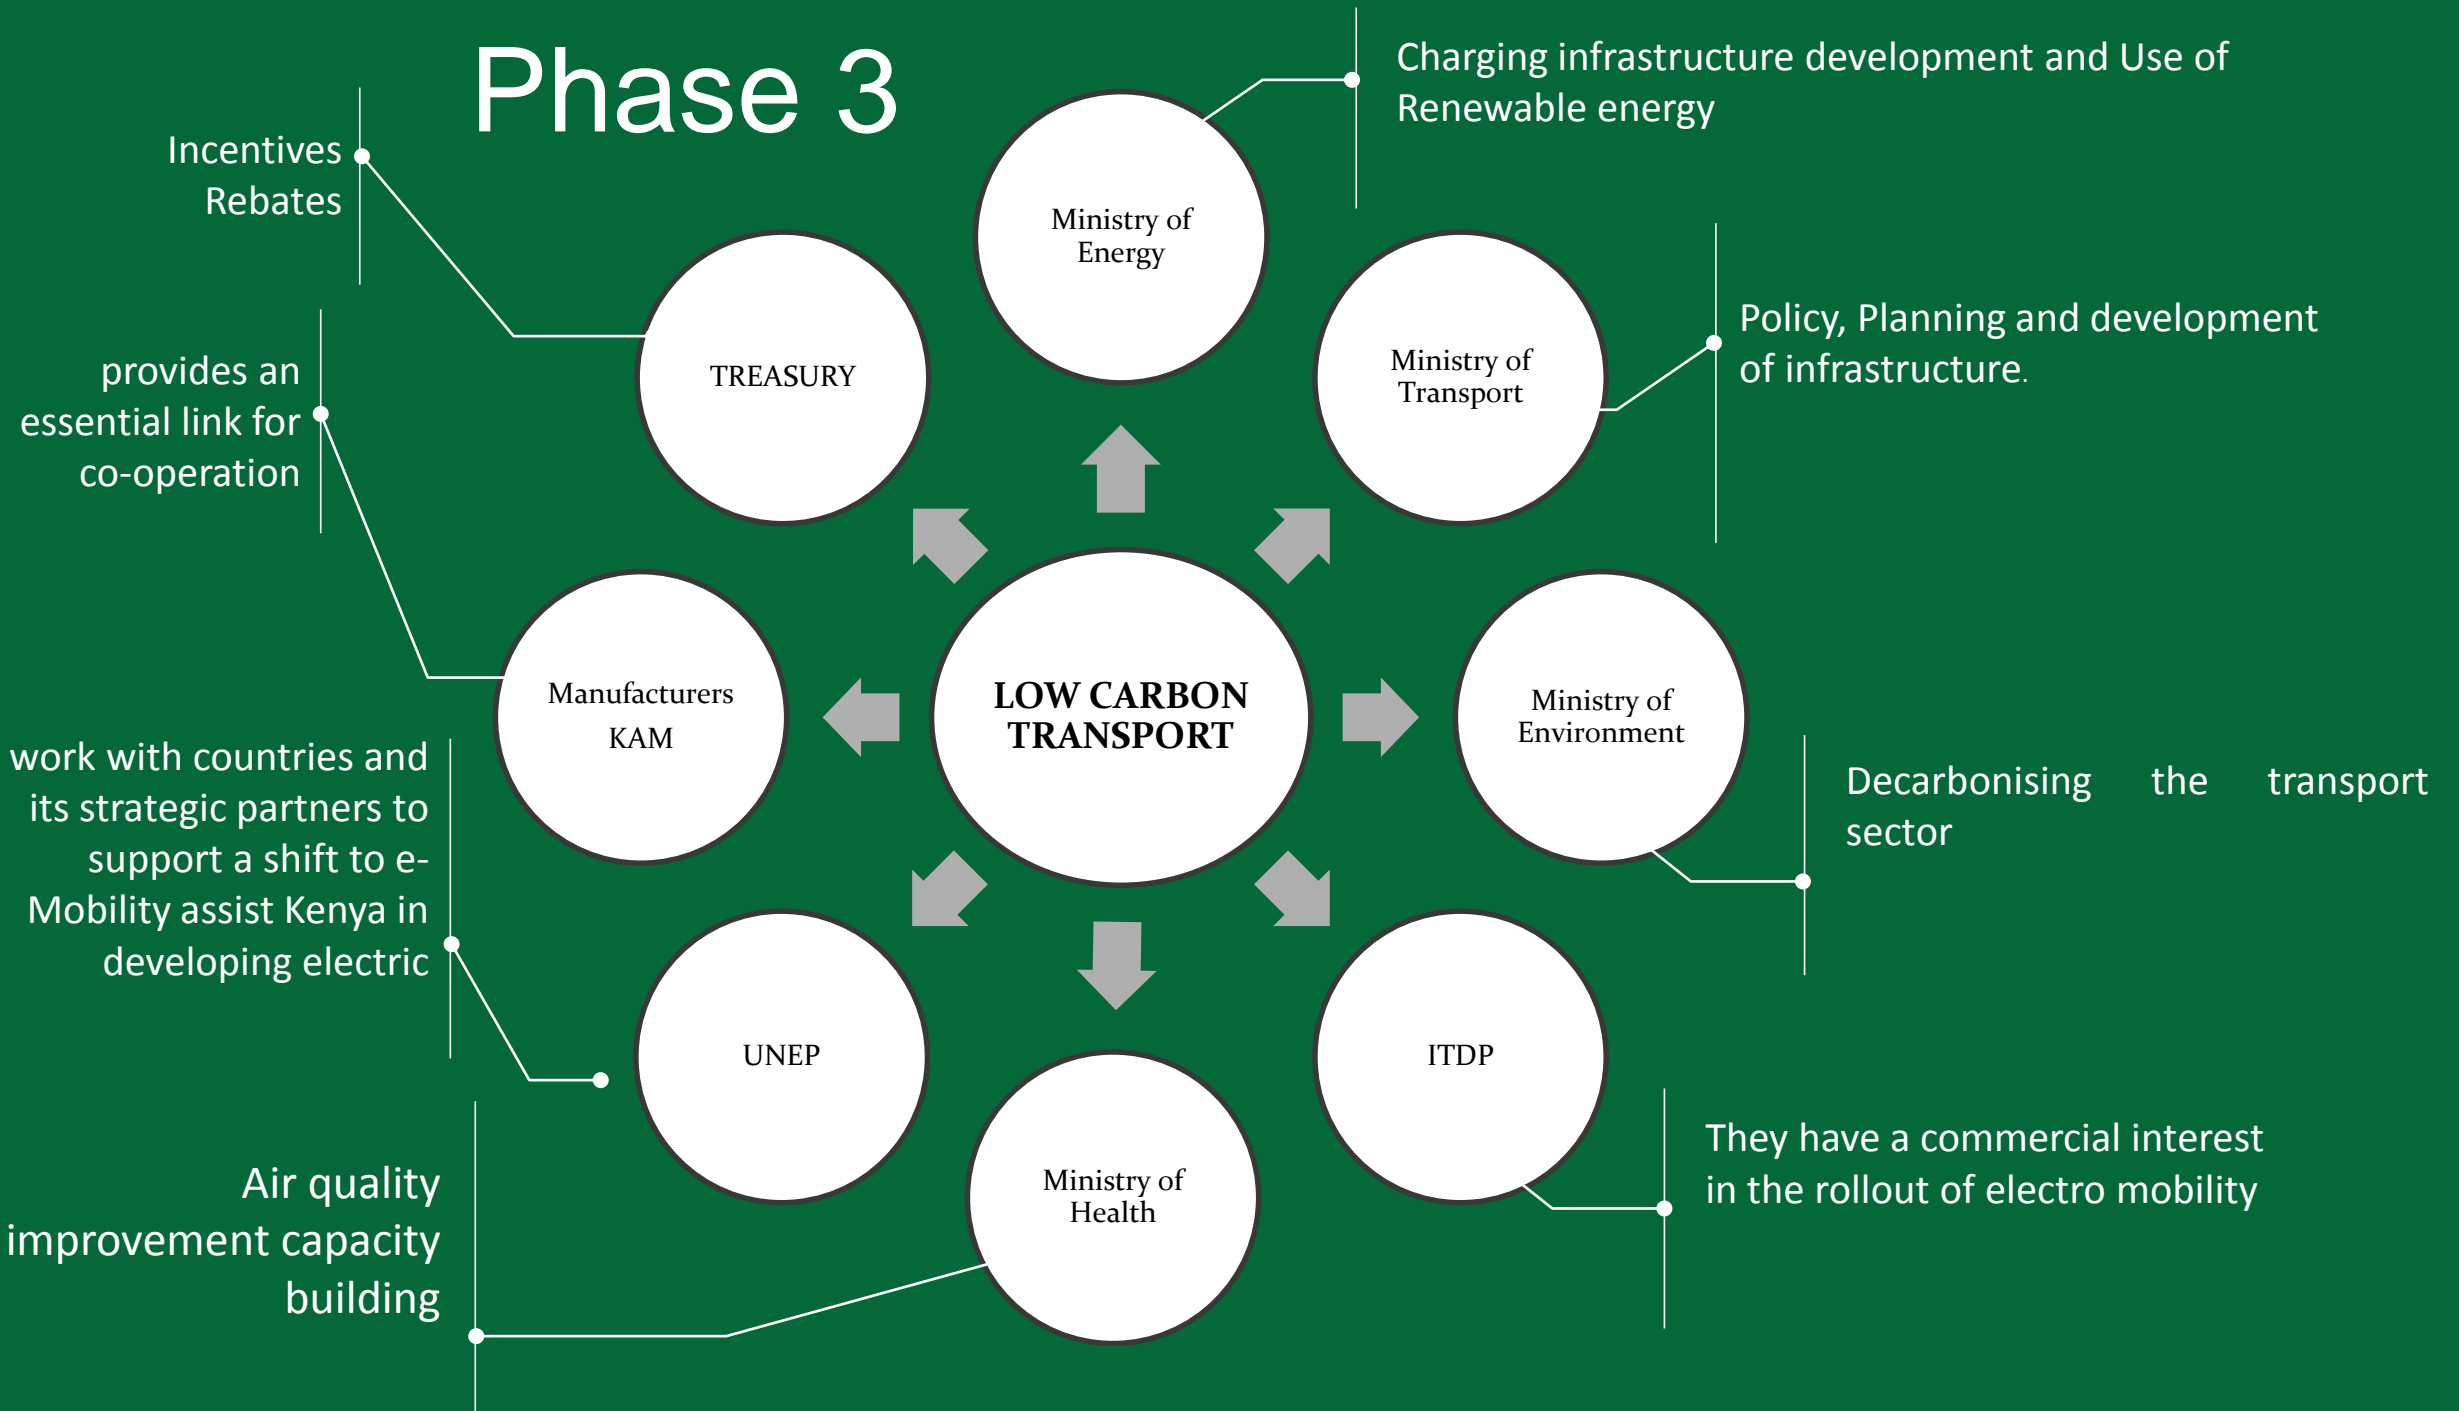 Phase 3
Charging infrastructure development and Use of
Renewable energy
Incentives
Rebates
Ministry of
Energy
Policy, Planning and development
of infrastructure.
TREASURY
Ministry of
Transport
provides an
essential link for
co-operation
Manufacturers
KAM
LOW CARBON
TRANSPORT
Ministry of
Environment
work with countries and
its strategic partners to
support a shift to e-
Mobility assist Kenya in
developing electric
Decarbonising the transport
sector
UNEP
ITDP
They have a commercial interest
in the rollout of electro mobility
Ministry of
Health
Air quality
improvement capacity
building